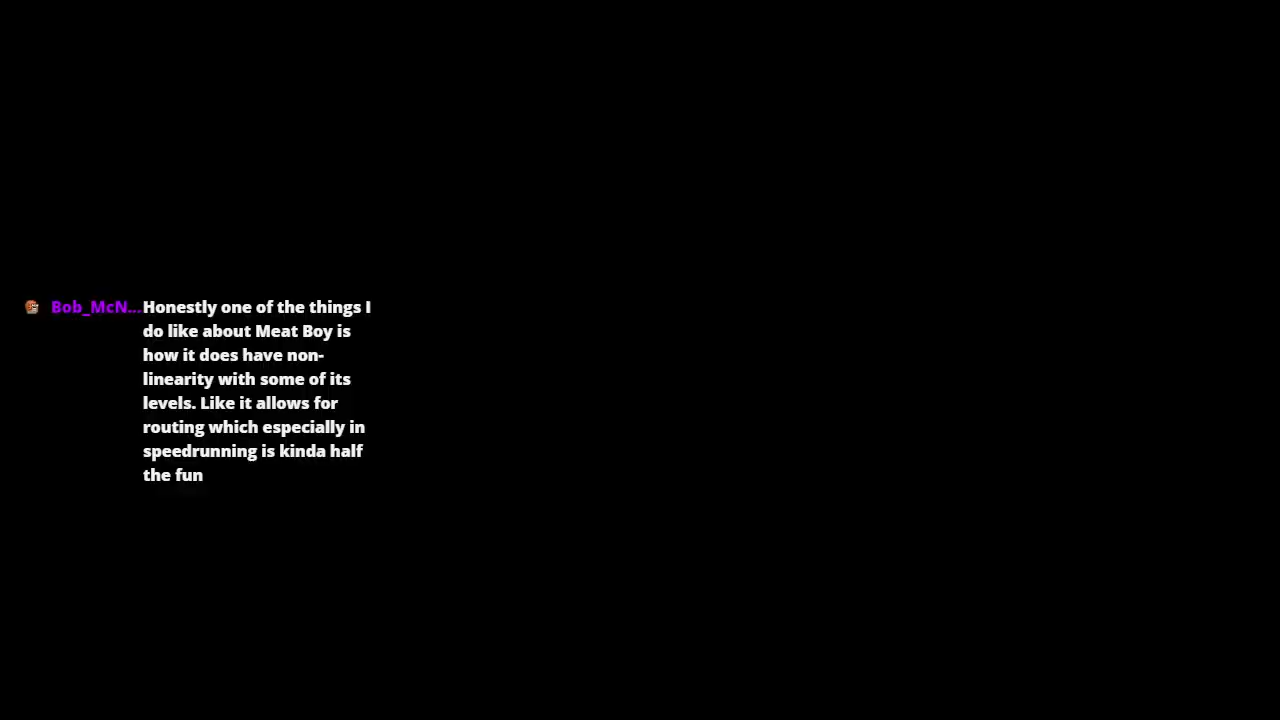 Bob_McN...Honestly one of the things I
do like about Meat Boy is
how it does have non-
linearity with some of its
levels. Like it allows for
routing which especially in
speedrunning is kinda half
the fun